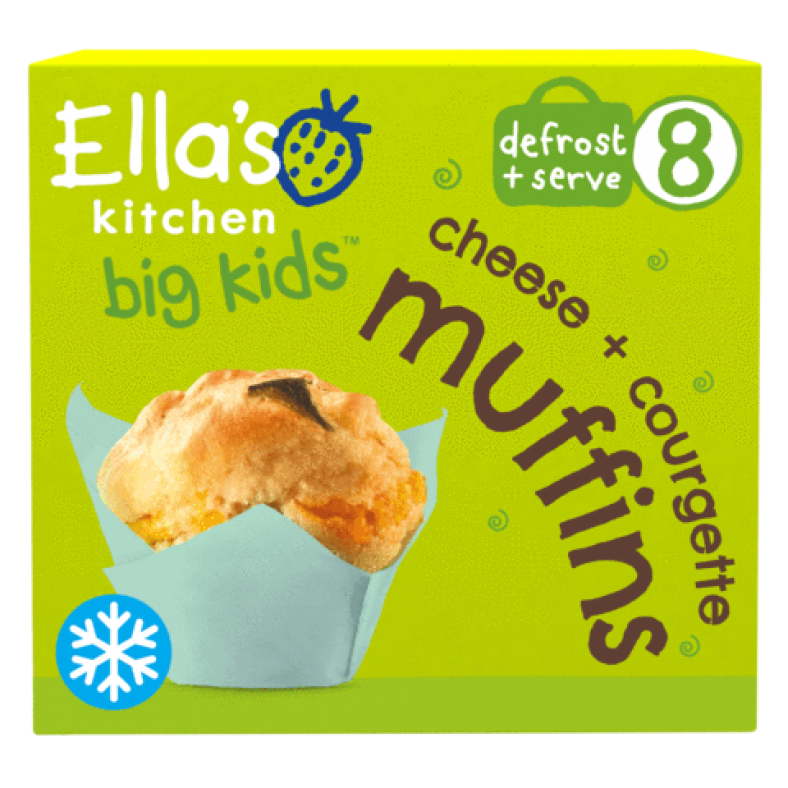 Ella's
kitchen
big kids™
defrost
+ serve
8
cheese + courgette
muffins